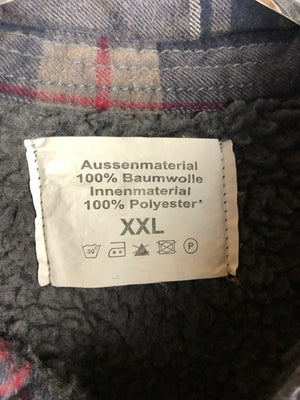 Aussenmaterial
100% Baumwolle
Innenmaterial
100% Polyester*
XXL
30° P